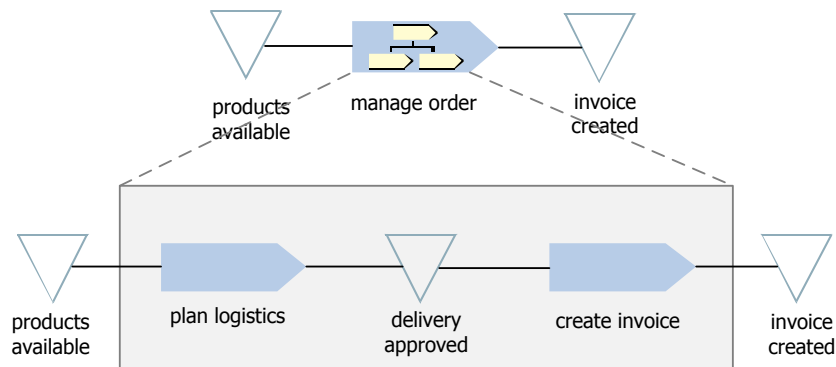 products
available
manage order
invoice
created
products
available
plan logistics
delivery
approved
create invoice
invoice
created